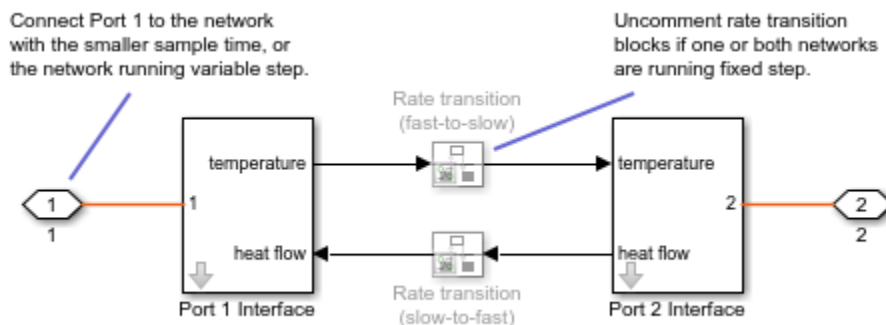 Connect Port 1 to the network
with the smaller sample time, or
the network running variable step.
Uncomment rate transition
blocks if one or both networks
are running fixed step.
Rate transition
(fast-to-slow)
temperature
temperature
1
1
2
2
1
2
heat flow
heat flow
Port 1 Interface
Rate transition
(slow-to-fast)
Port 2 Interface